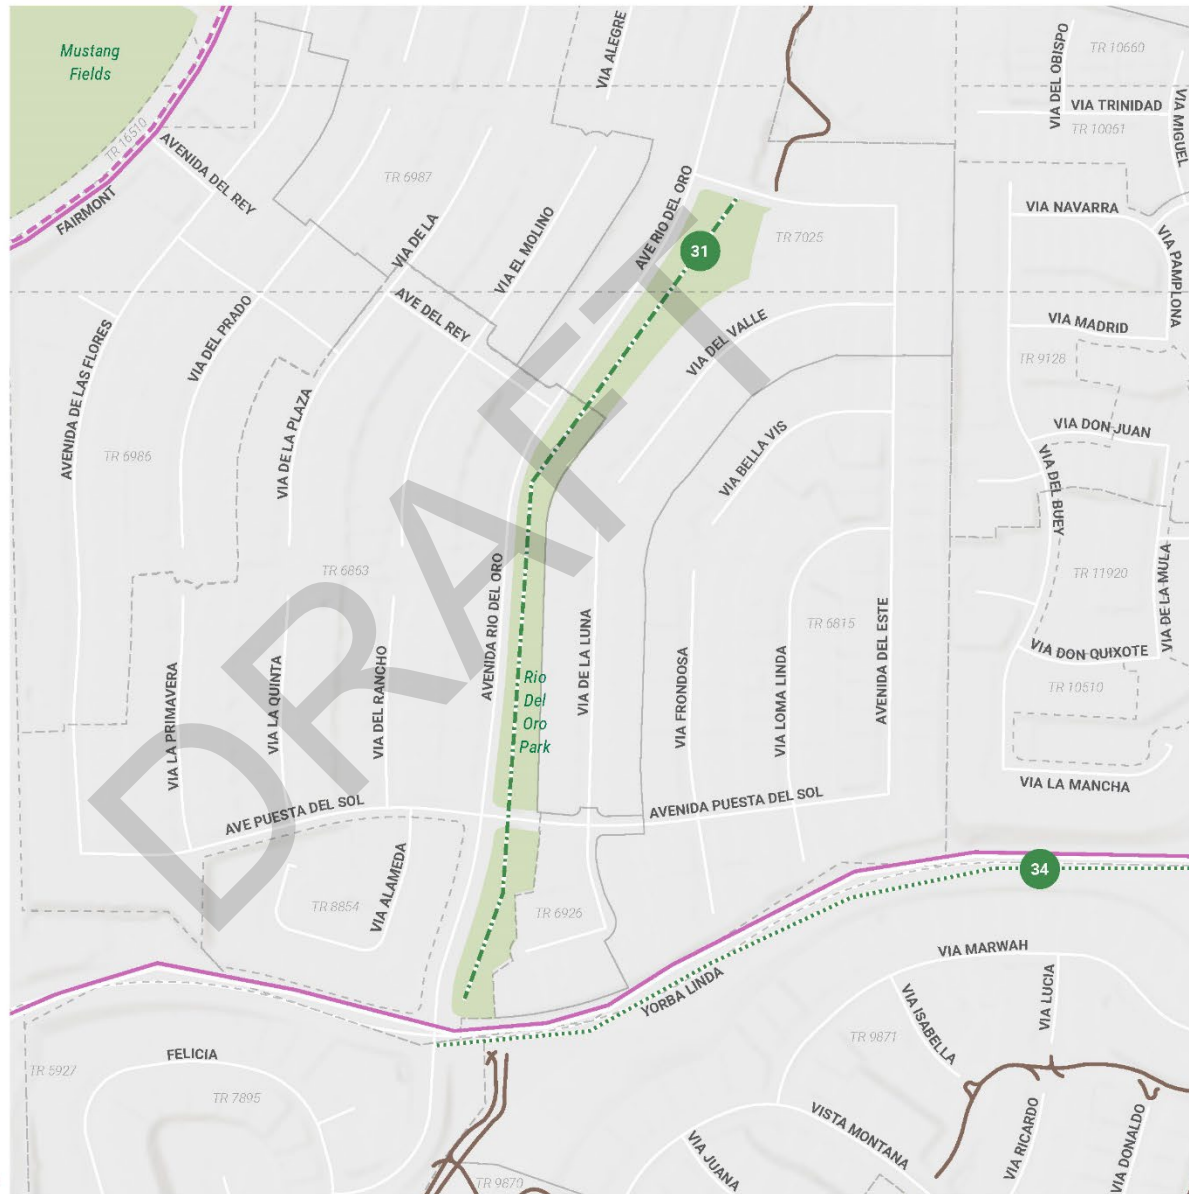 Mustang
Fields
TR 16510
FAIRMONT
AVENIDA DEL REY
TR 6987
VIA ALEGRE
VIA DE LA
VIA EL MOLINO
AVE RIO DEL ORO
31
TR 7025
VIA DEL OBISPO
TR 10660
VIA TRINIDAD
TR 10061
VIA MIGUEL
VIA NAVARRA
VIA PAMPLONA
VIA MADRID
TR 9128
AVE DEL REY
VIA DEL PRADO
AVENIDA DE LAS FLORES
VIA DE LA PLAZA
VIA DEL VALLE
VIA BELLA VIS
VIA DON JUAN
VIA DEL BUEY
TR 6986
TR 6863
TR 11920
VIA DE LA MULA
VIA DON QUIXOTE
TR 10510
VIA LA MANCHA
DRAFT
AVENIDA RIO DEL ORO
VIA DE LA LUNA
TR 6815
AVENIDA DEL ESTE
VIA LA PRIMAVERA
VIA LA QUINTA
VIA DEL RANCHO
Rio
Del
Oro
Park
VIA FRONDOSA
VIA LOMA LINDA
AVE PUESTA DEL SOL
AVENIDA PUESTA DEL SOL
VIA ALAMEDA
TR 8854
TR 6926
34
YORBA LINDA
VIA MARWAH
VIA LUCIA
VIA ISABELLA
TR 9871
FELICIA
TR 5927
TR 7895
VISTA MONTANA
VIA RICARDO
VIA DONALDO
VIA JUANA
TR 9870